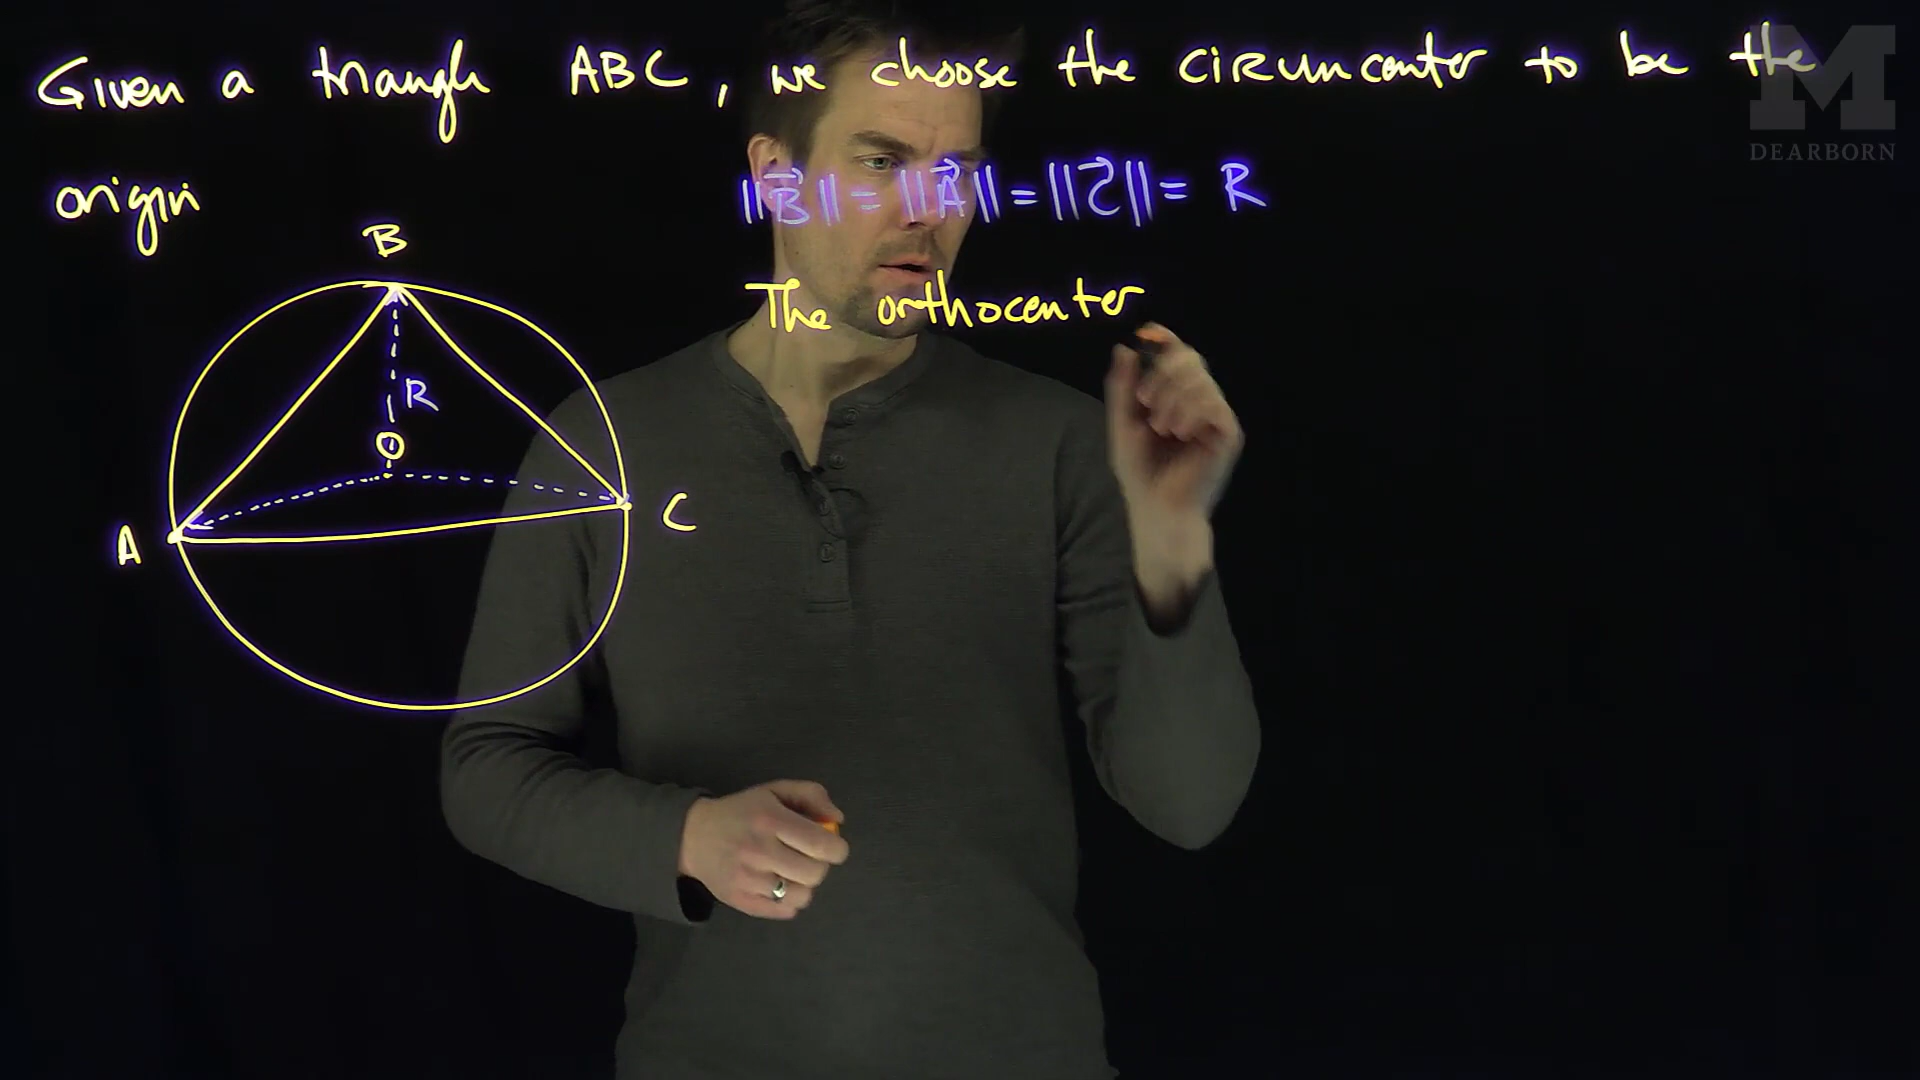 Given a triangle ABC, we choose the cirumcenter to be the
origin
‖B⃗‖ = ‖A⃗‖ = ‖C⃗‖ = R
The orthocenter
B
R
O
A
C
M
DEARBORN